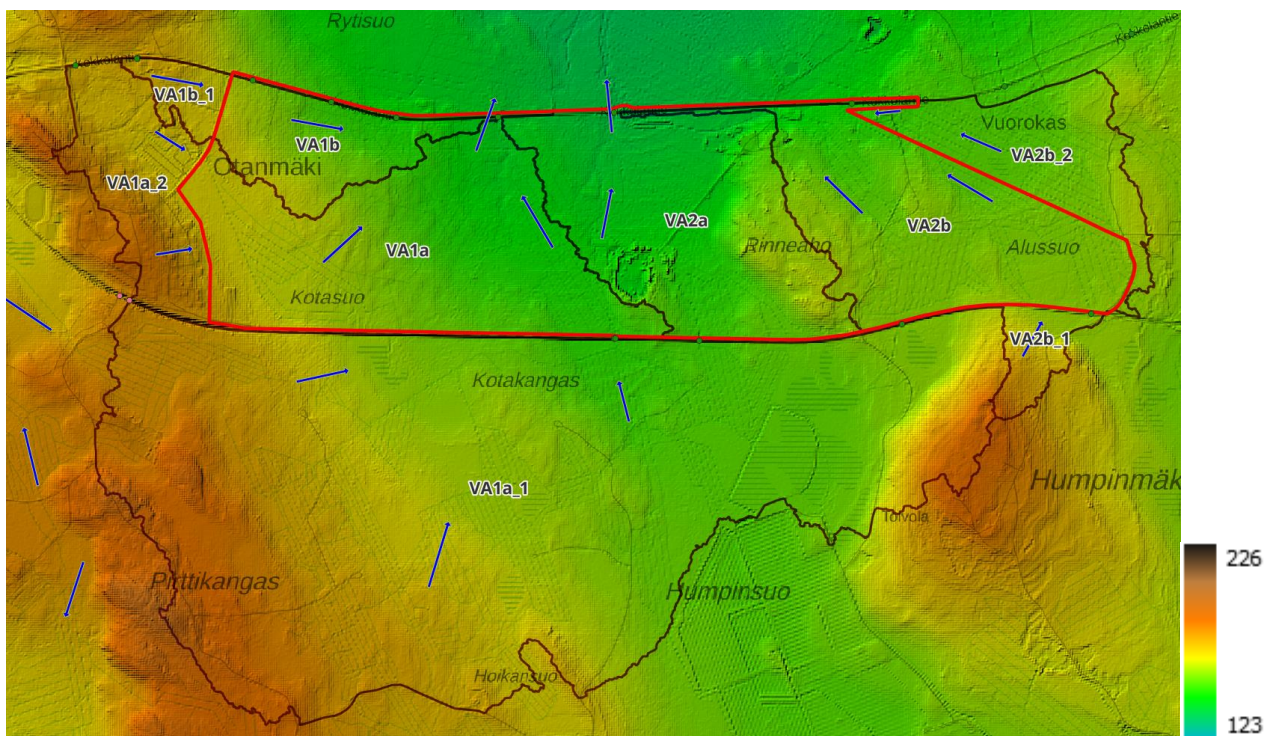 Rytisuo
Kokkolantie
VA1b_1
Vuorokas
VA1b
VA2b_2
Otanmäki
VA1a_2
VA2a
VA2b
Rinneaho
Alussuo
VA1a
Kotasuo
VA2b_1
Kotakangas
VA1a_1
Humpinmäk
Toivola
226
Pirttikangas
Humpinsuo
Hoikansuo
123